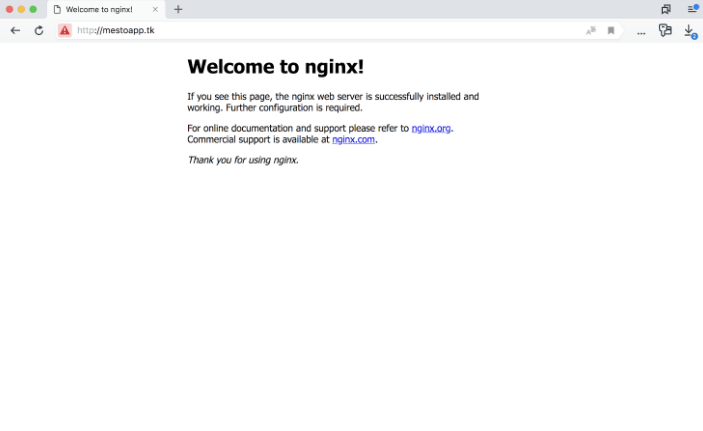 Welcome to nginx!
http://mestoapp.tk
Welcome to nginx!
If you see this page, the nginx web server is successfully installed and
working. Further configuration is required.
For online documentation and support please refer to nginx.org.
Commercial support is available at nginx.com.
Thank you for using nginx.